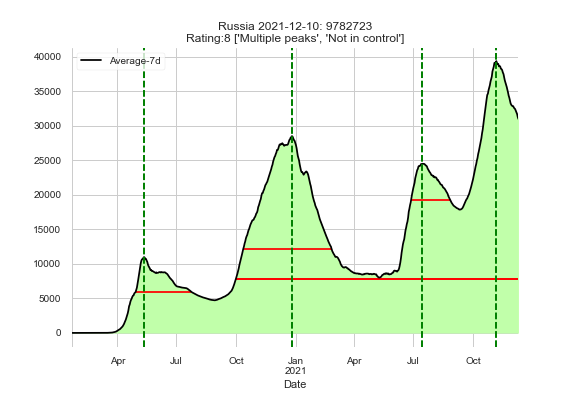 Russia 2021-12-10: 9782723
Rating:8 ['Multiple peaks', 'Not in control']
Average-7d
40000
35000
30000
25000
20000
15000
10000
5000
0
Apr Jul Oct Jan Apr Jul Oct
2021
Date